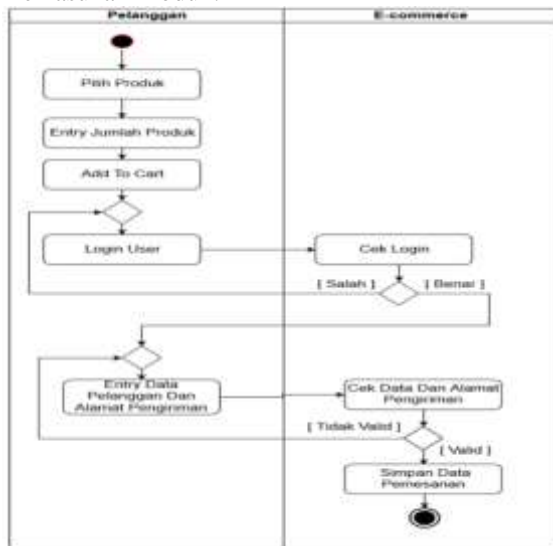 Pelanggan
E-commerce
Pilih Produk
Entry Jumlah Produk
Add To Cart
Login User
Cek Login
[ Salah ]
[ Benar ]
Entry Data
Pelanggan Dan
Alamat Pengiriman
Cek Data Dan Alamat
Pengiriman
[ Tidak Valid ]
[ Valid ]
Simpan Data
Pemesanan